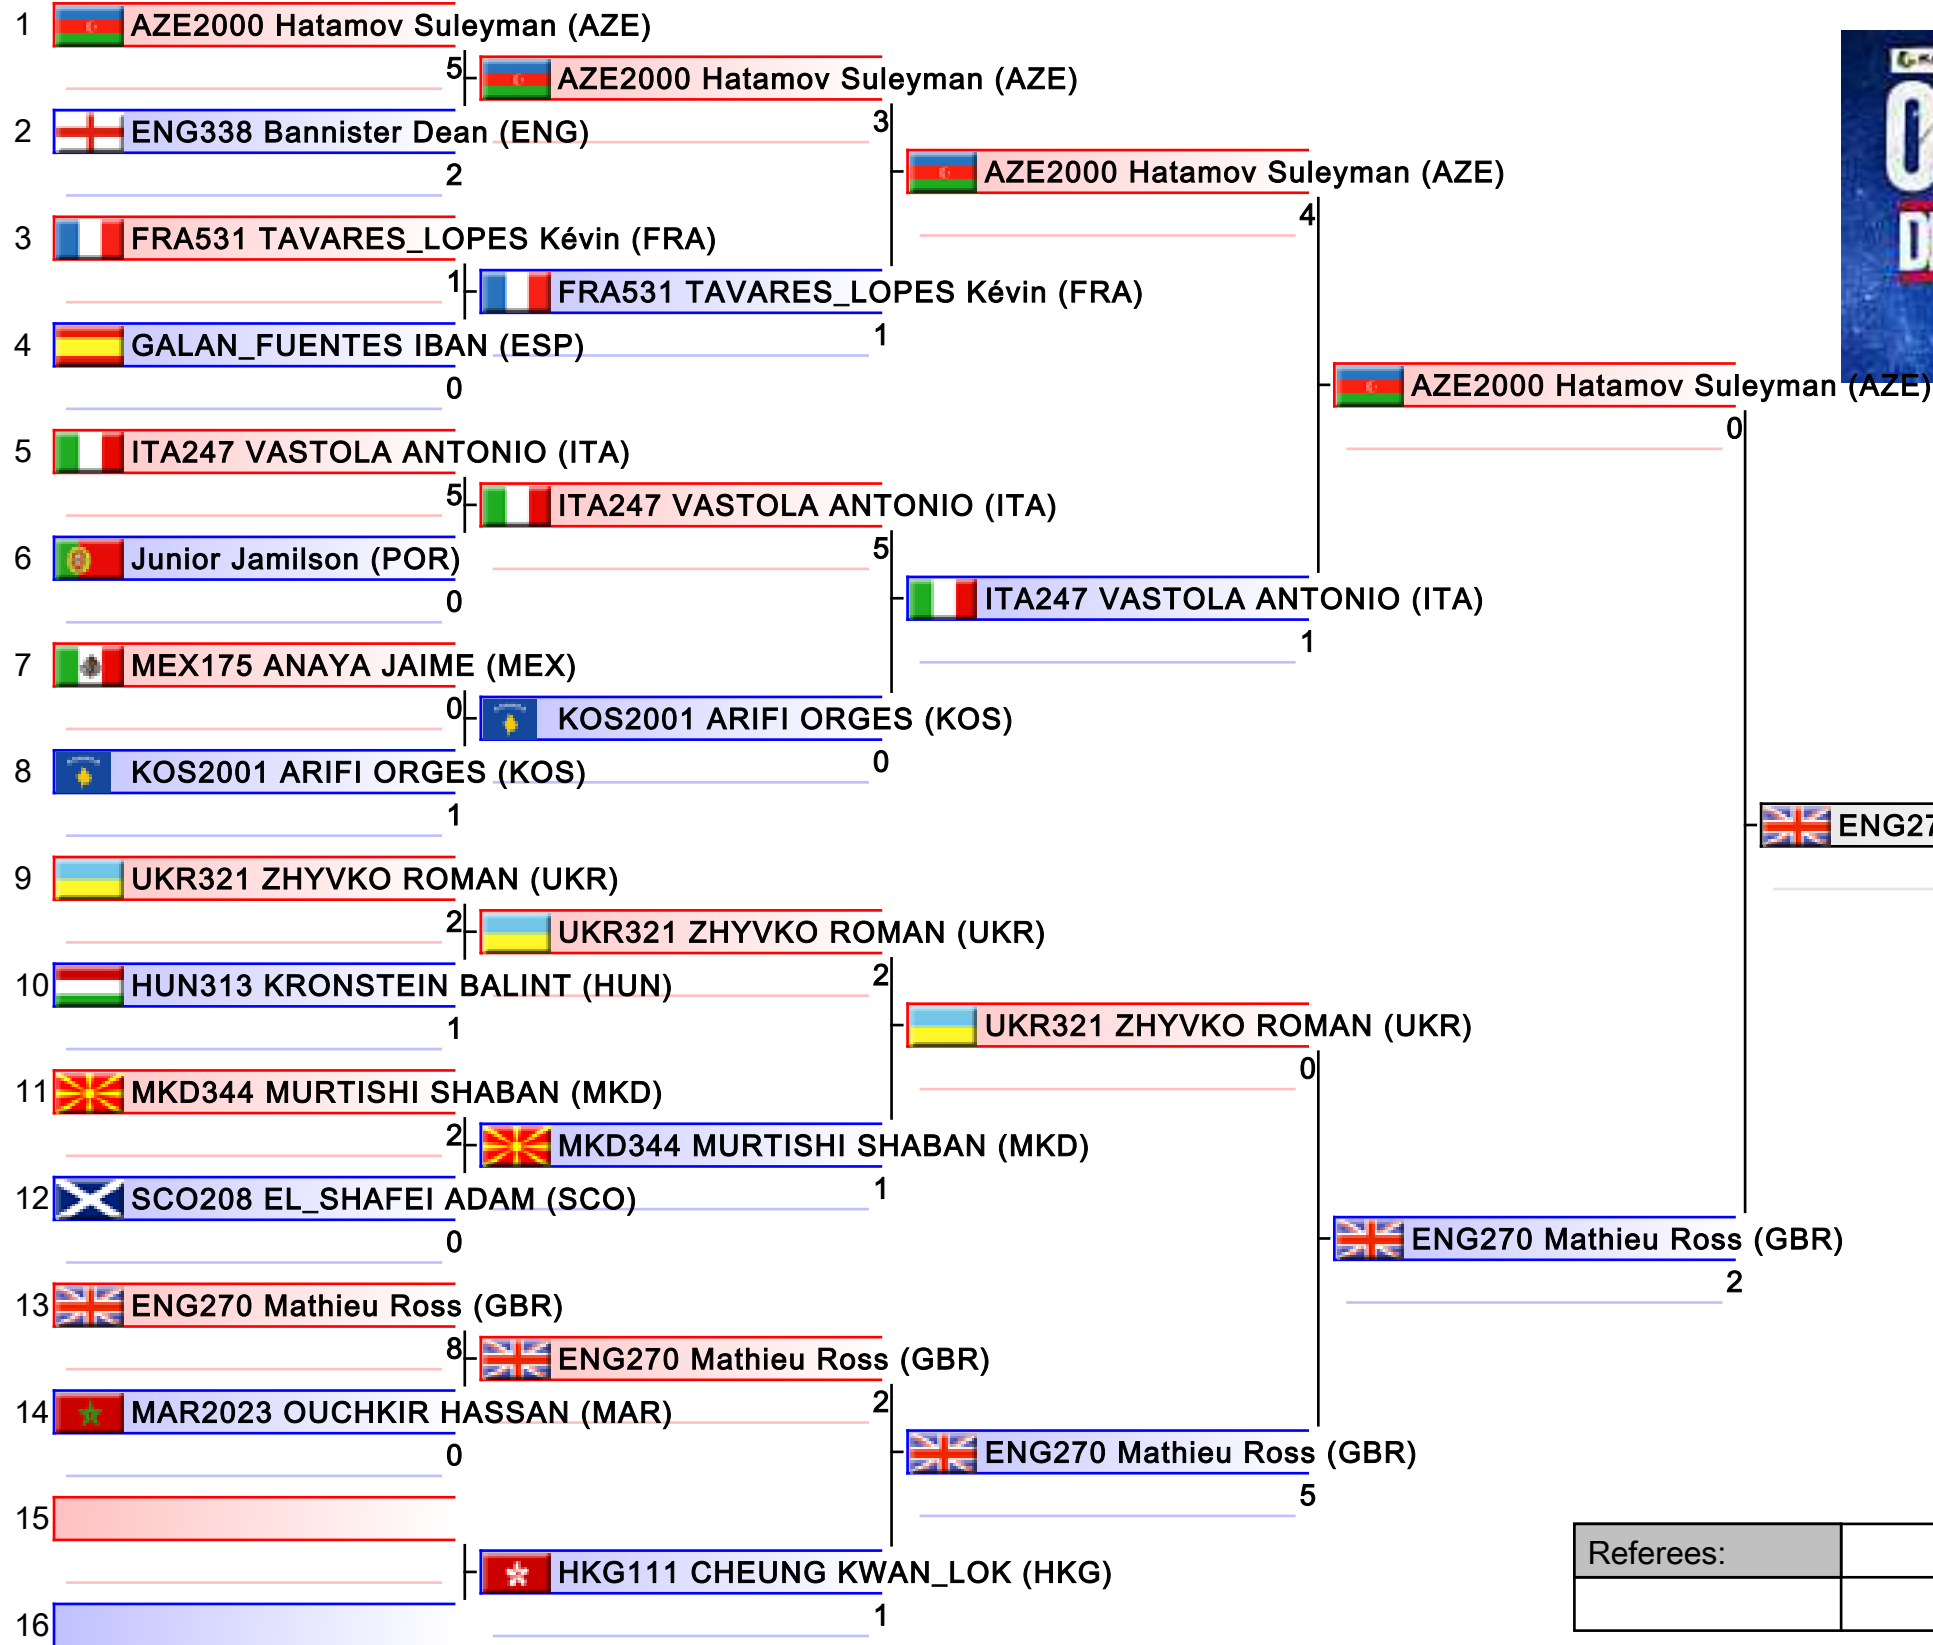 1 AZE2000 Hatamov Suleyman (AZE)
5
2 ENG338 Bannister Dean (ENG)
2
3 FRA531 TAVARES_LOPES Kévin (FRA)
1
4 GALAN_FUENTES IBAN (ESP)
0
5 ITA247 VASTOLA ANTONIO (ITA)
5
6 Junior Jamilson (POR)
0
7 MEX175 ANAYA JAIME (MEX)
0
8 KOS2001 ARIFI ORGES (KOS)
1
9 UKR321 ZHYVKO ROMAN (UKR)
2
10 HUN313 KRONSTEIN BALINT (HUN)
1
11 MKD344 MURTISHI SHABAN (MKD)
2
12 SCO208 EL_SHAFEI ADAM (SCO)
0
13 ENG270 Mathieu Ross (GBR)
8
14 MAR2023 OUCHKIR HASSAN (MAR)
0
15
16
AZE2000 Hatamov Suleyman (AZE)
3
FRA531 TAVARES_LOPES Kévin (FRA)
1
ITA247 VASTOLA ANTONIO (ITA)
5
KOS2001 ARIFI ORGES (KOS)
0
UKR321 ZHYVKO ROMAN (UKR)
2
MKD344 MURTISHI SHABAN (MKD)
1
ENG270 Mathieu Ross (GBR)
2
HKG111 CHEUNG KWAN_LOK (HKG)
1
AZE2000 Hatamov Suleyman (AZE)
4
ITA247 VASTOLA ANTONIO (ITA)
1
UKR321 ZHYVKO ROMAN (UKR)
0
ENG270 Mathieu Ross (GBR)
5
AZE2000 Hatamov Suleyman (AZE)
0
ENG270 Mathieu Ross (GBR)
2
ENG27
Referees: